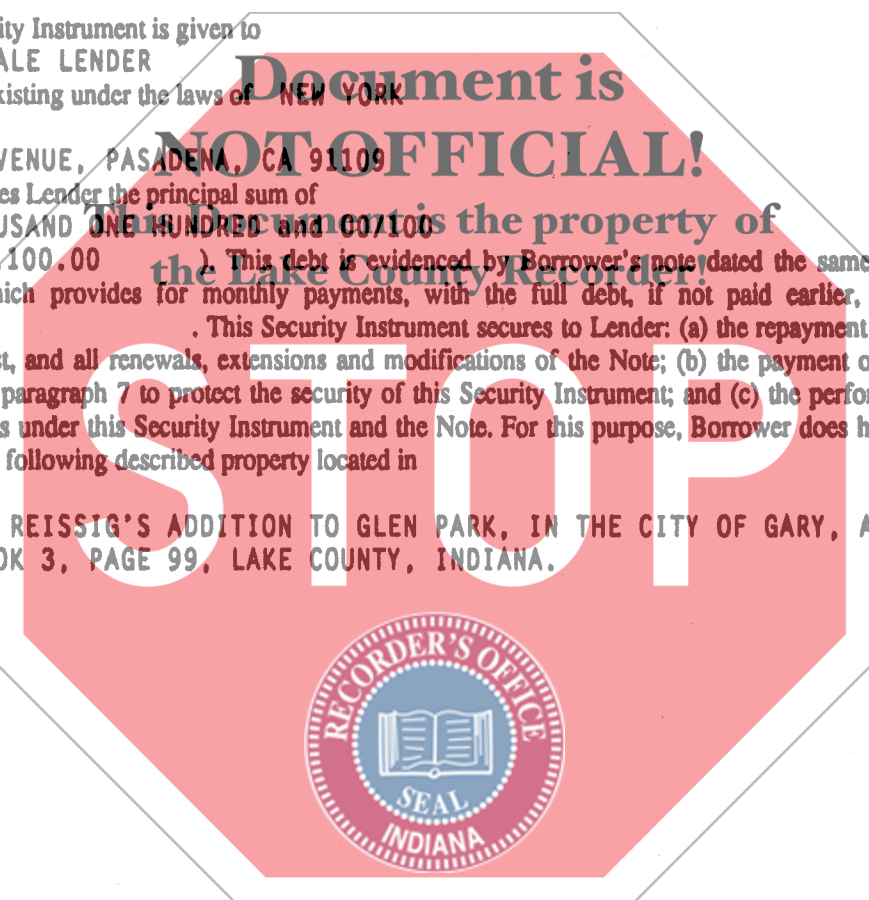 ity Instrument is given to
ALE LENDER
xisting under the laws of NEW YORK
VENUE, PASADENA, CA 91109
es Lender the principal sum of
USAND ONE HUNDRED and 00/100
,100.00 ). This debt is evidenced by Borrower's note dated the same
hich provides for monthly payments, with the full debt, if not paid earlier,
. This Security Instrument secures to Lender: (a) the repayment
st, and all renewals, extensions and modifications of the Note; (b) the payment o
paragraph 7 to protect the security of this Security Instrument; and (c) the perfor
s under this Security Instrument and the Note. For this purpose, Borrower does h
following described property located in
REISSIG'S ADDITION TO GLEN PARK, IN THE CITY OF GARY, A
OK 3, PAGE 99, LAKE COUNTY, INDIANA.
Document is
NOT OFFICIAL!
This Document is the property of
the Lake County Recorder!
STOP
RECORDER'S OFFICE
SEAL
INDIANA